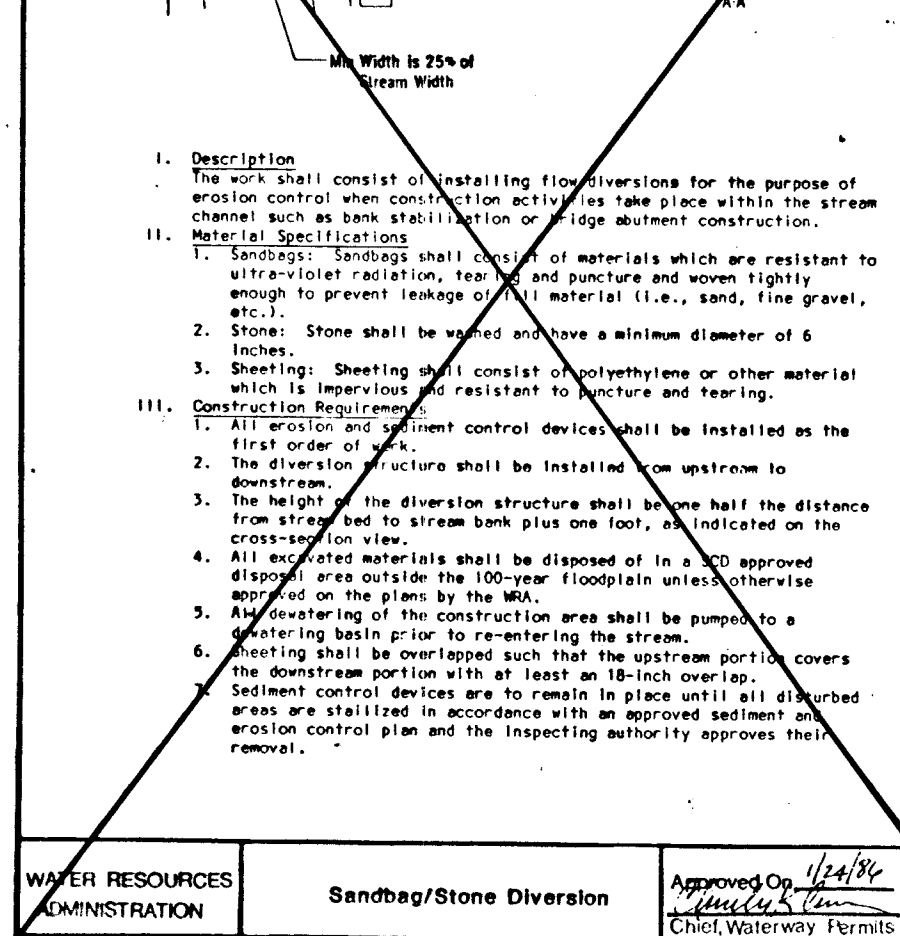 A-A
Min Width is 25% of
Stream Width
I. Description
The work shall consist of installing flow diversions for the purpose of
erosion control when construction activities take place within the stream
channel such as bank stabilization or bridge abutment construction.
II. Material Specifications
1. Sandbags: Sandbags shall consist of materials which are resistant to
ultra-violet radiation, tearing and puncture and woven tightly
enough to prevent leakage of fill material (i.e., sand, fine gravel,
etc.).
2. Stone: Stone shall be washed and have a minimum diameter of 6
inches.
3. Sheeting: Sheeting shall consist of polyethylene or other material
which is impervious and resistant to puncture and tearing.
III. Construction Requirements
1. All erosion and sediment control devices shall be installed as the
first order of work.
2. The diversion structure shall be installed from upstream to
downstream.
3. The height of the diversion structure shall be one half the distance
from stream bed to stream bank plus one foot, as indicated on the
cross-section view.
4. All excavated materials shall be disposed of in a SCD approved
disposal area outside the 100-year floodplain unless otherwise
approved on the plans by the WRA.
5. All dewatering of the construction area shall be pumped to a
dewatering basin prior to re-entering the stream.
6. Sheeting shall be overlapped such that the upstream portion covers
the downstream portion with at least an 18-inch overlap.
7. Sediment control devices are to remain in place until all disturbed
areas are stailized in accordance with an approved sediment and
erosion control plan and the inspecting authority approves their
removal.
WATER RESOURCES
ADMINISTRATION
Sandbag/Stone Diversion
Approved On 1/24/86
Chief, Waterway Permits